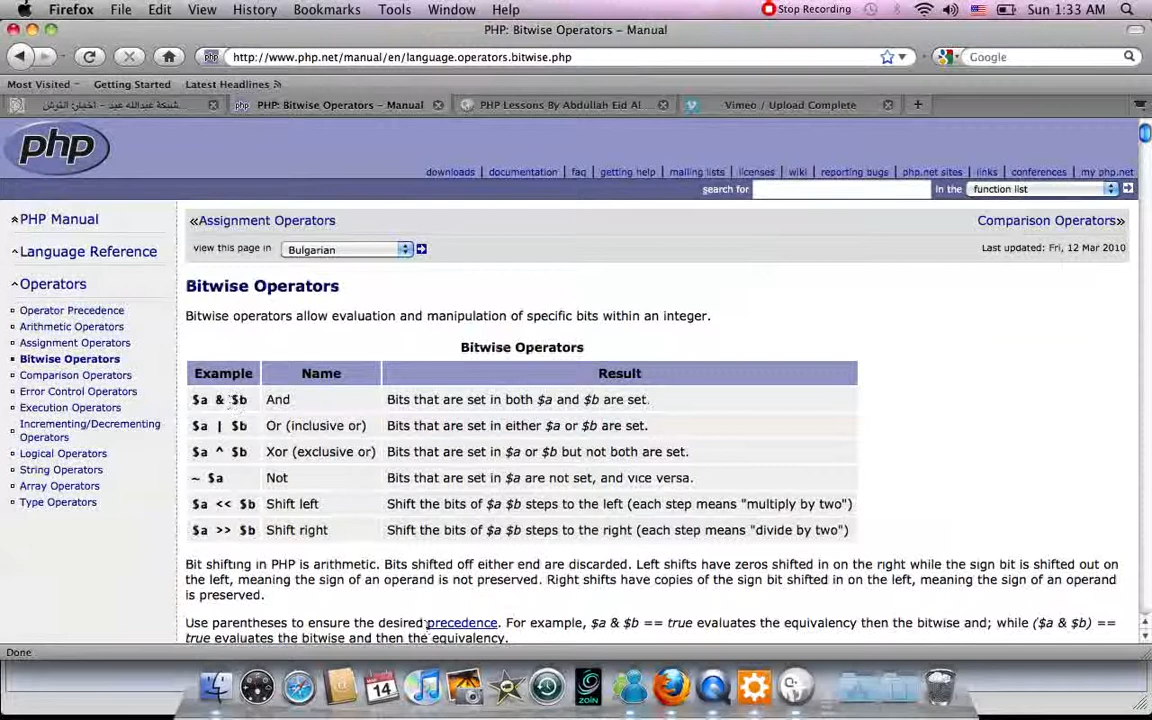 Firefox File Edit View History Bookmarks Tools Window Help Stop Recording Sun 1:33 AM
PHP: Bitwise Operators – Manual
http://www.php.net/manual/en/language.operators.bitwise.php Google
Most Visited Getting Started Latest Headlines
شبكة عبدالله عيد - اخبار: PHP: Bitwise Operators – Manual PHP Lessons By Abdullah Eid Al ... Vimeo / Upload Complete
php
downloads | documentation | faq | getting help | mailing lists | licenses | wiki | reporting bugs | php.net sites | links | conferences | my php.net
search for in the function list
PHP Manual
Language Reference
Operators
Operator Precedence
Arithmetic Operators
Assignment Operators
Bitwise Operators
Comparison Operators
Error Control Operators
Execution Operators
Incrementing/Decrementing
Operators
Logical Operators
String Operators
Array Operators
Type Operators
«Assignment Operators Comparison Operators»
view this page in Bulgarian Last updated: Fri, 12 Mar 2010
Bitwise Operators
Bitwise operators allow evaluation and manipulation of specific bits within an integer.
Bitwise Operators
Example Name Result
$a & $b And Bits that are set in both $a and $b are set.
$a | $b Or (inclusive or) Bits that are set in either $a or $b are set.
$a ^ $b Xor (exclusive or) Bits that are set in $a or $b but not both are set.
~ $a Not Bits that are set in $a are not set, and vice versa.
$a << $b Shift left Shift the bits of $a $b steps to the left (each step means "multiply by two")
$a >> $b Shift right Shift the bits of $a $b steps to the right (each step means "divide by two")
Bit shifting in PHP is arithmetic. Bits shifted off either end are discarded. Left shifts have zeros shifted in on the right while the sign bit is shifted out on
the left, meaning the sign of an operand is not preserved. Right shifts have copies of the sign bit shifted in on the left, meaning the sign of an operand
is preserved.
Use parentheses to ensure the desired precedence. For example, $a & $b == true evaluates the equivalency then the bitwise and; while ($a & $b) ==
true evaluates the bitwise and then the equivalency.
Done
14
ZOIN